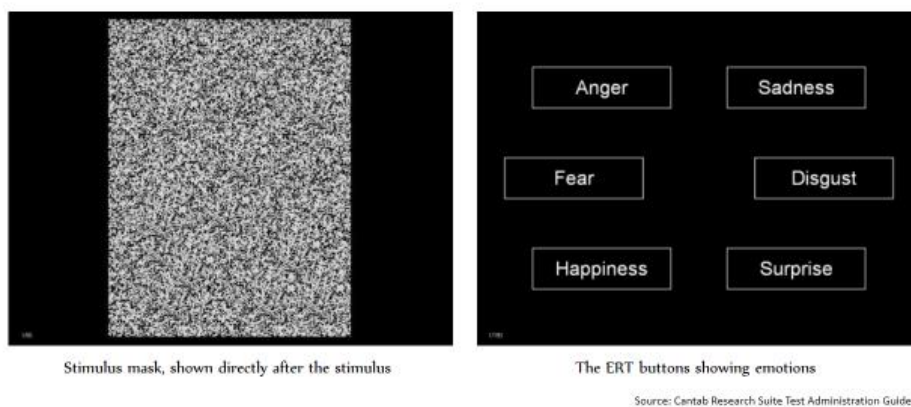 Anger Sadness
Fear Disgust
Happiness Surprise
Stimulus mask, shown directly after the stimulus
The ERT buttons showing emotions
Source: Cantab Research Suite Test Administration Guide